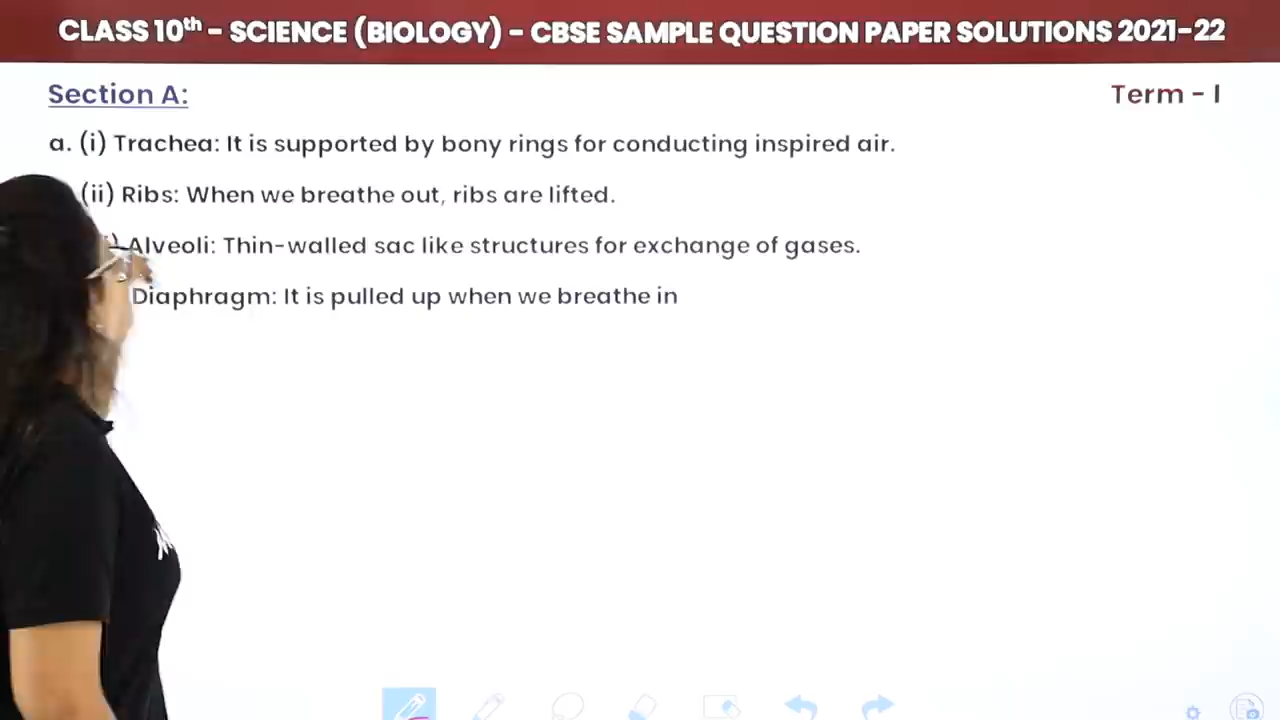 CLASS 10th – SCIENCE (BIOLOGY) – CBSE SAMPLE QUESTION PAPER SOLUTIONS 2021-22
Section A:
Term - I
a. (i) Trachea: It is supported by bony rings for conducting inspired air.
(ii) Ribs: When we breathe out, ribs are lifted.
Alveoli: Thin-walled sac like structures for exchange of gases.
Diaphragm: It is pulled up when we breathe in